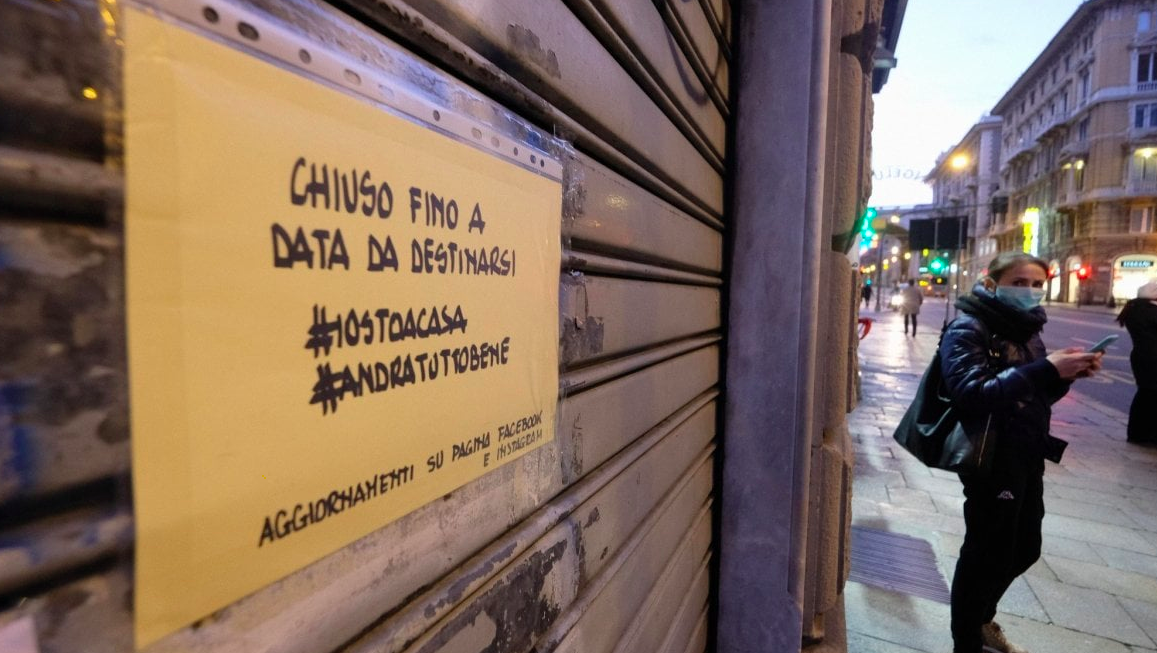 CHIUSO FINO A
DATA DA DESTINARSI
#IOSTOACASA
#ANDRATUTTOBENE
AGGIORNAMENTI SU PAGINA FACEBOOK
E INSTAGRAM